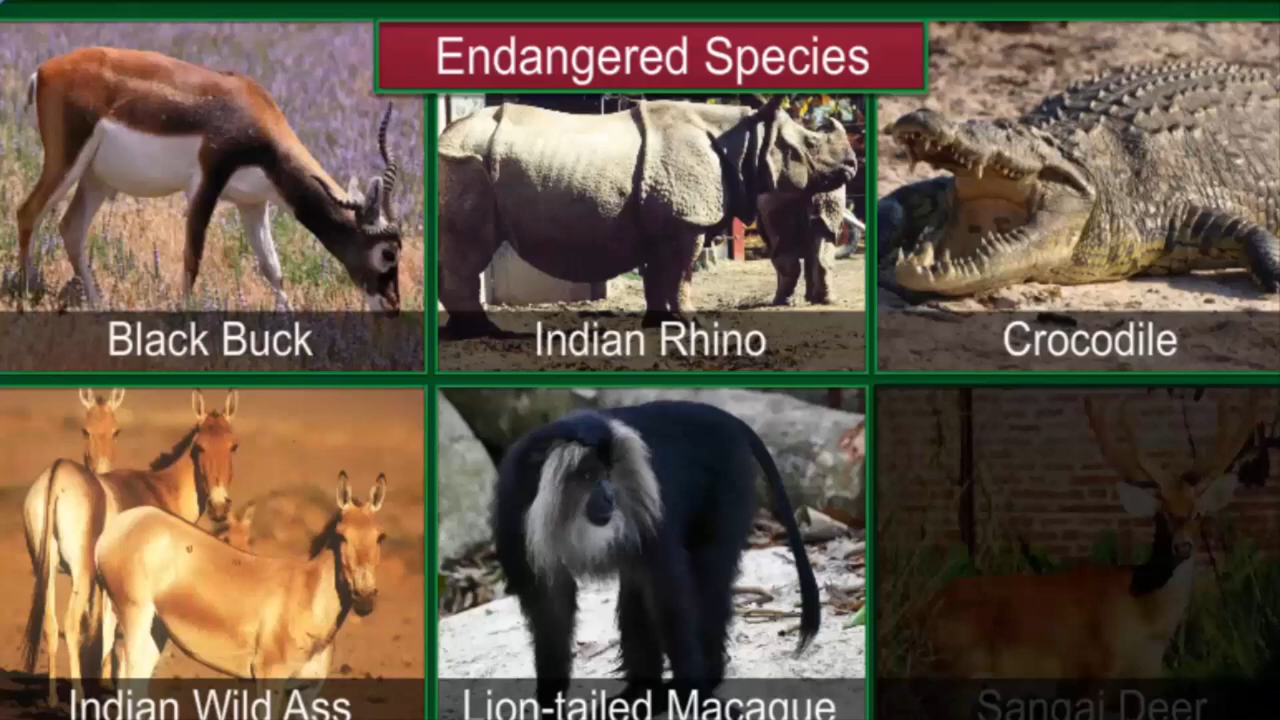 Endangered Species
Black Buck
Indian Rhino
Crocodile
Indian Wild Ass
Lion-tailed Macaque
Sangai Deer